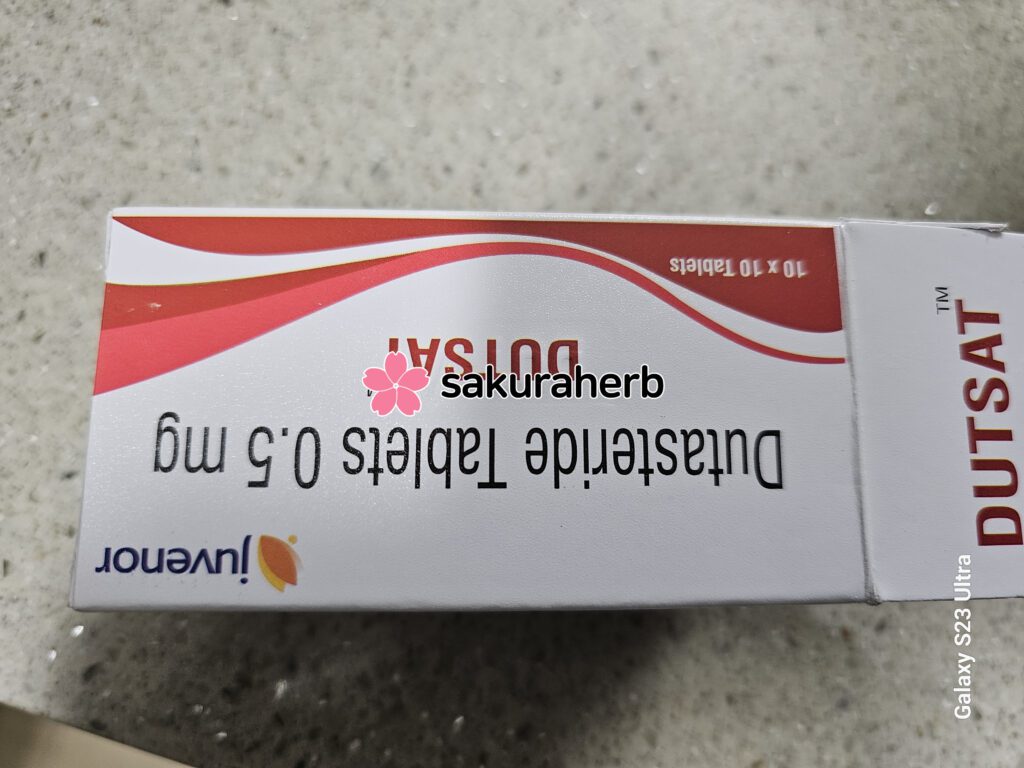 10 x 10 Tablets
DUTSAT
sakuraherb
Dutasteride Tablets 0.5 mg
juvenor
DUTSAT™
Galaxy S23 Ultra